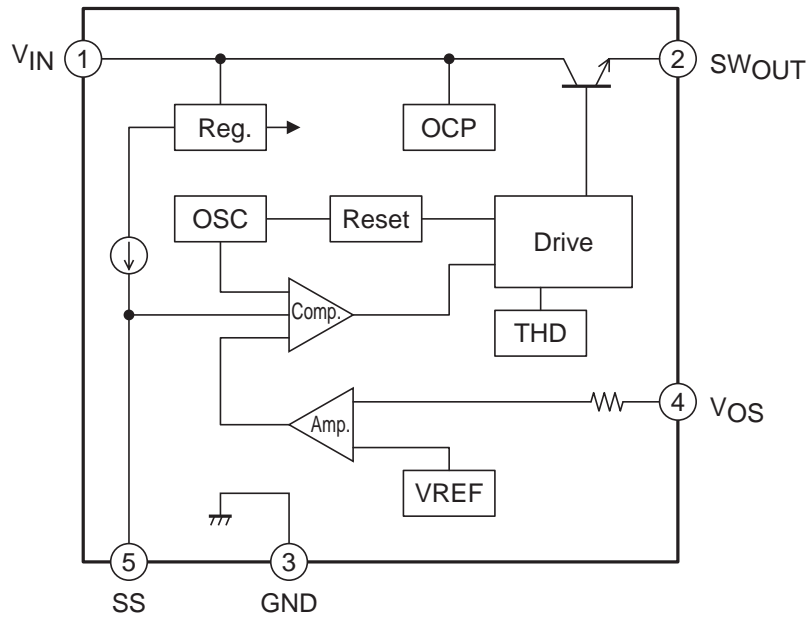 VIN
1
2
SWOUT
Reg.
OCP
OSC
Reset
Drive
Comp.
THD
4
VOS
Amp.
VREF
5
3
SS
GND